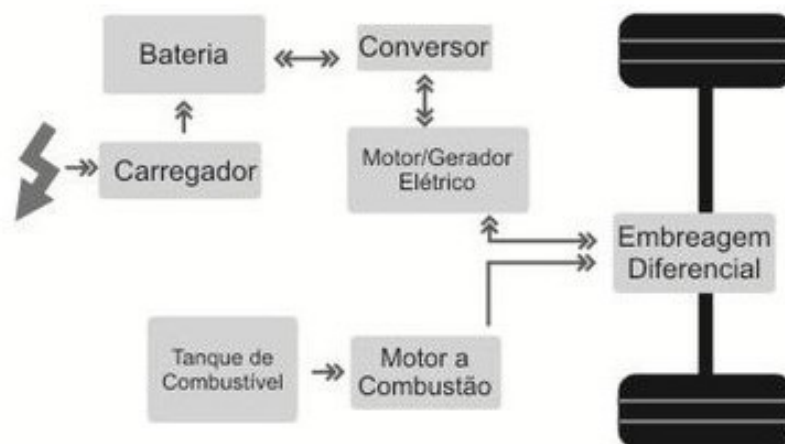 Bateria
Conversor
Carregador
Motor/Gerador
Elétrico
Embreagem
Diferencial
Tanque de
Combustível
Motor a
Combustão